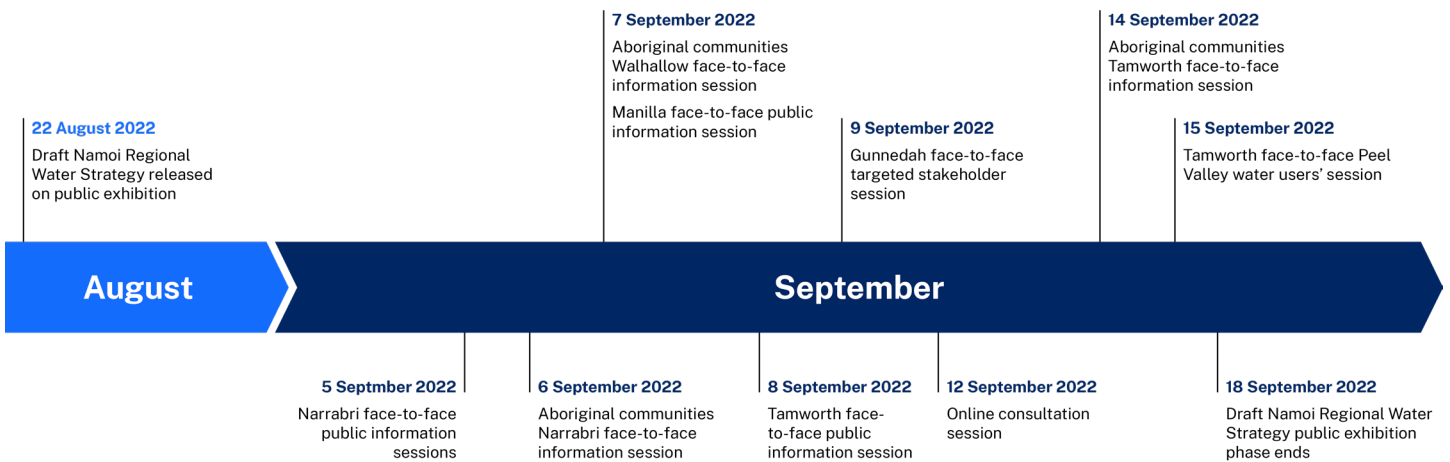 22 August 2022
Draft Namoi Regional
Water Strategy released
on public exhibition
7 September 2022
Aboriginal communities
Walhallow face-to-face
information session
Manilla face-to-face public
information session
9 September 2022
Gunnedah face-to-face
targeted stakeholder
session
14 September 2022
Aboriginal communities
Tamworth face-to-face
information session
15 September 2022
Tamworth face-to-face Peel
Valley water users’ session
August
September
5 Septmber 2022
Narrabri face-to-face
public information
sessions
6 September 2022
Aboriginal communities
Narrabri face-to-face
information session
8 September 2022
Tamworth face-
to-face public
information session
12 September 2022
Online consultation
session
18 September 2022
Draft Namoi Regional Water
Strategy public exhibition
phase ends